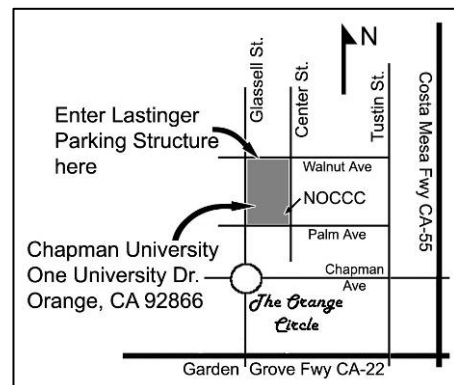 Glassell St.
Center St.
N
Tustin St.
Costa Mesa Fwy CA-55
Enter Lastinger
Parking Structure
here
Walnut Ave
NOCCC
Palm Ave
Chapman University
One University Dr.
Orange, CA 92866
Chapman
Ave
The Orange
Circle
Garden Grove Fwy CA-22